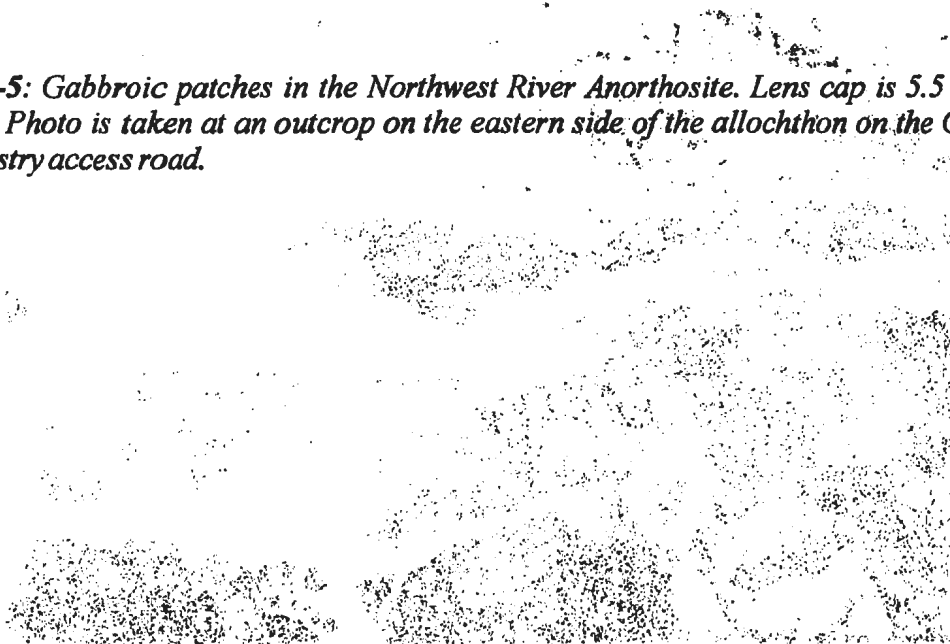 -5: Gabbroic patches in the Northwest River Anorthosite. Lens cap is 5.5
Photo is taken at an outcrop on the eastern side of the allochthon on the
stry access road.